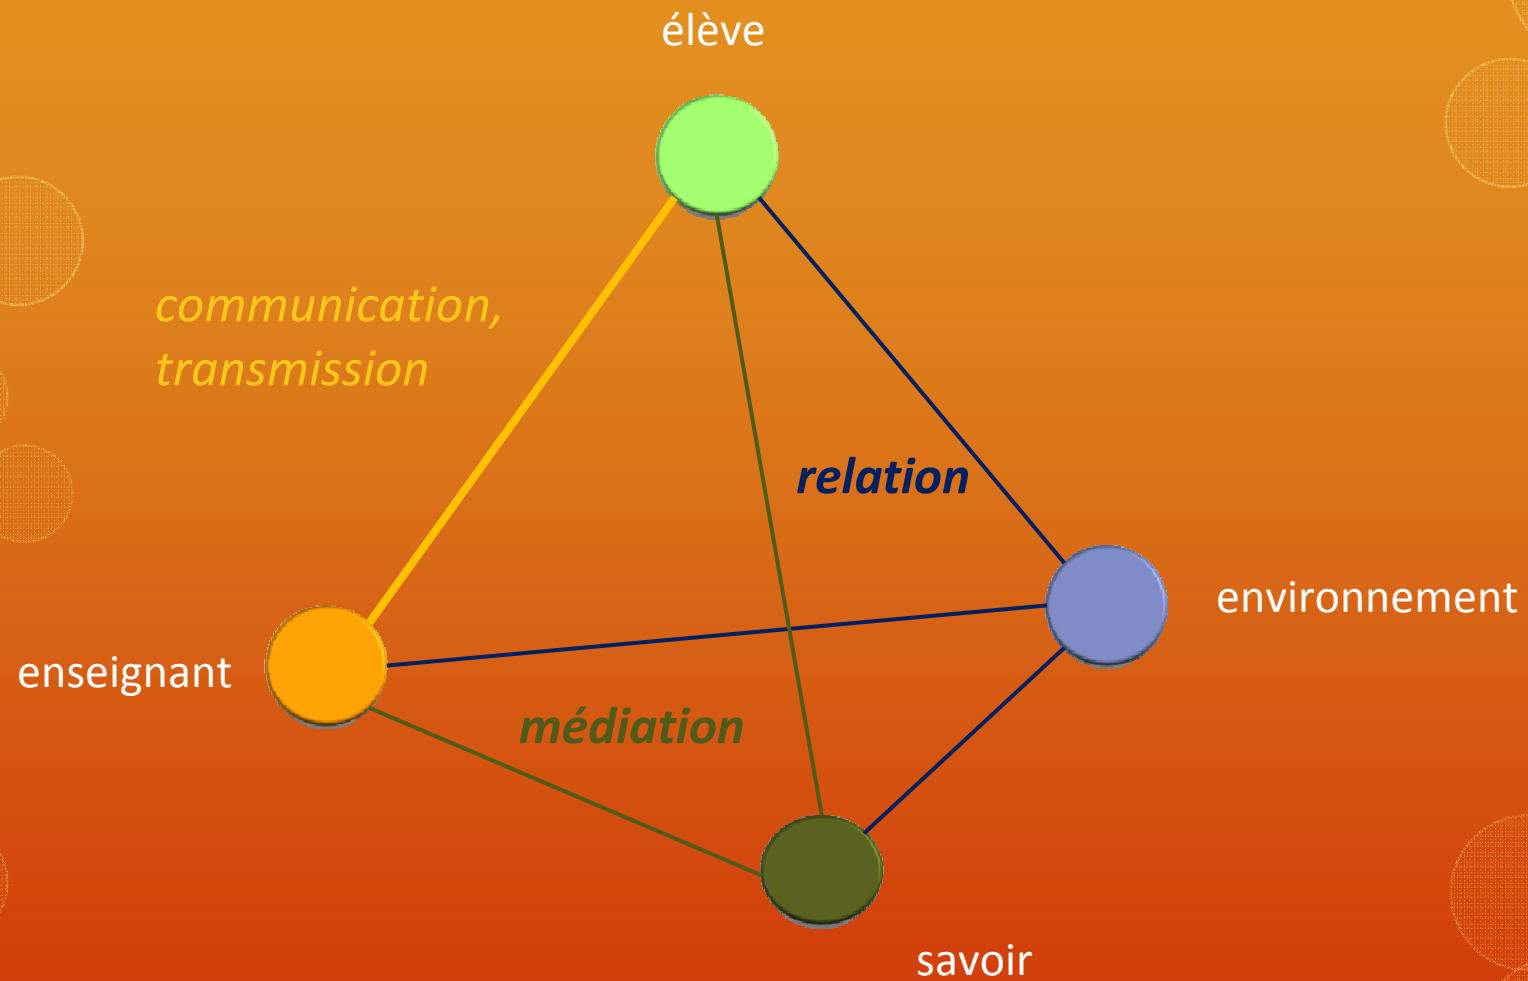 élève
communication,
transmission
relation
environnement
enseignant
médiation
savoir